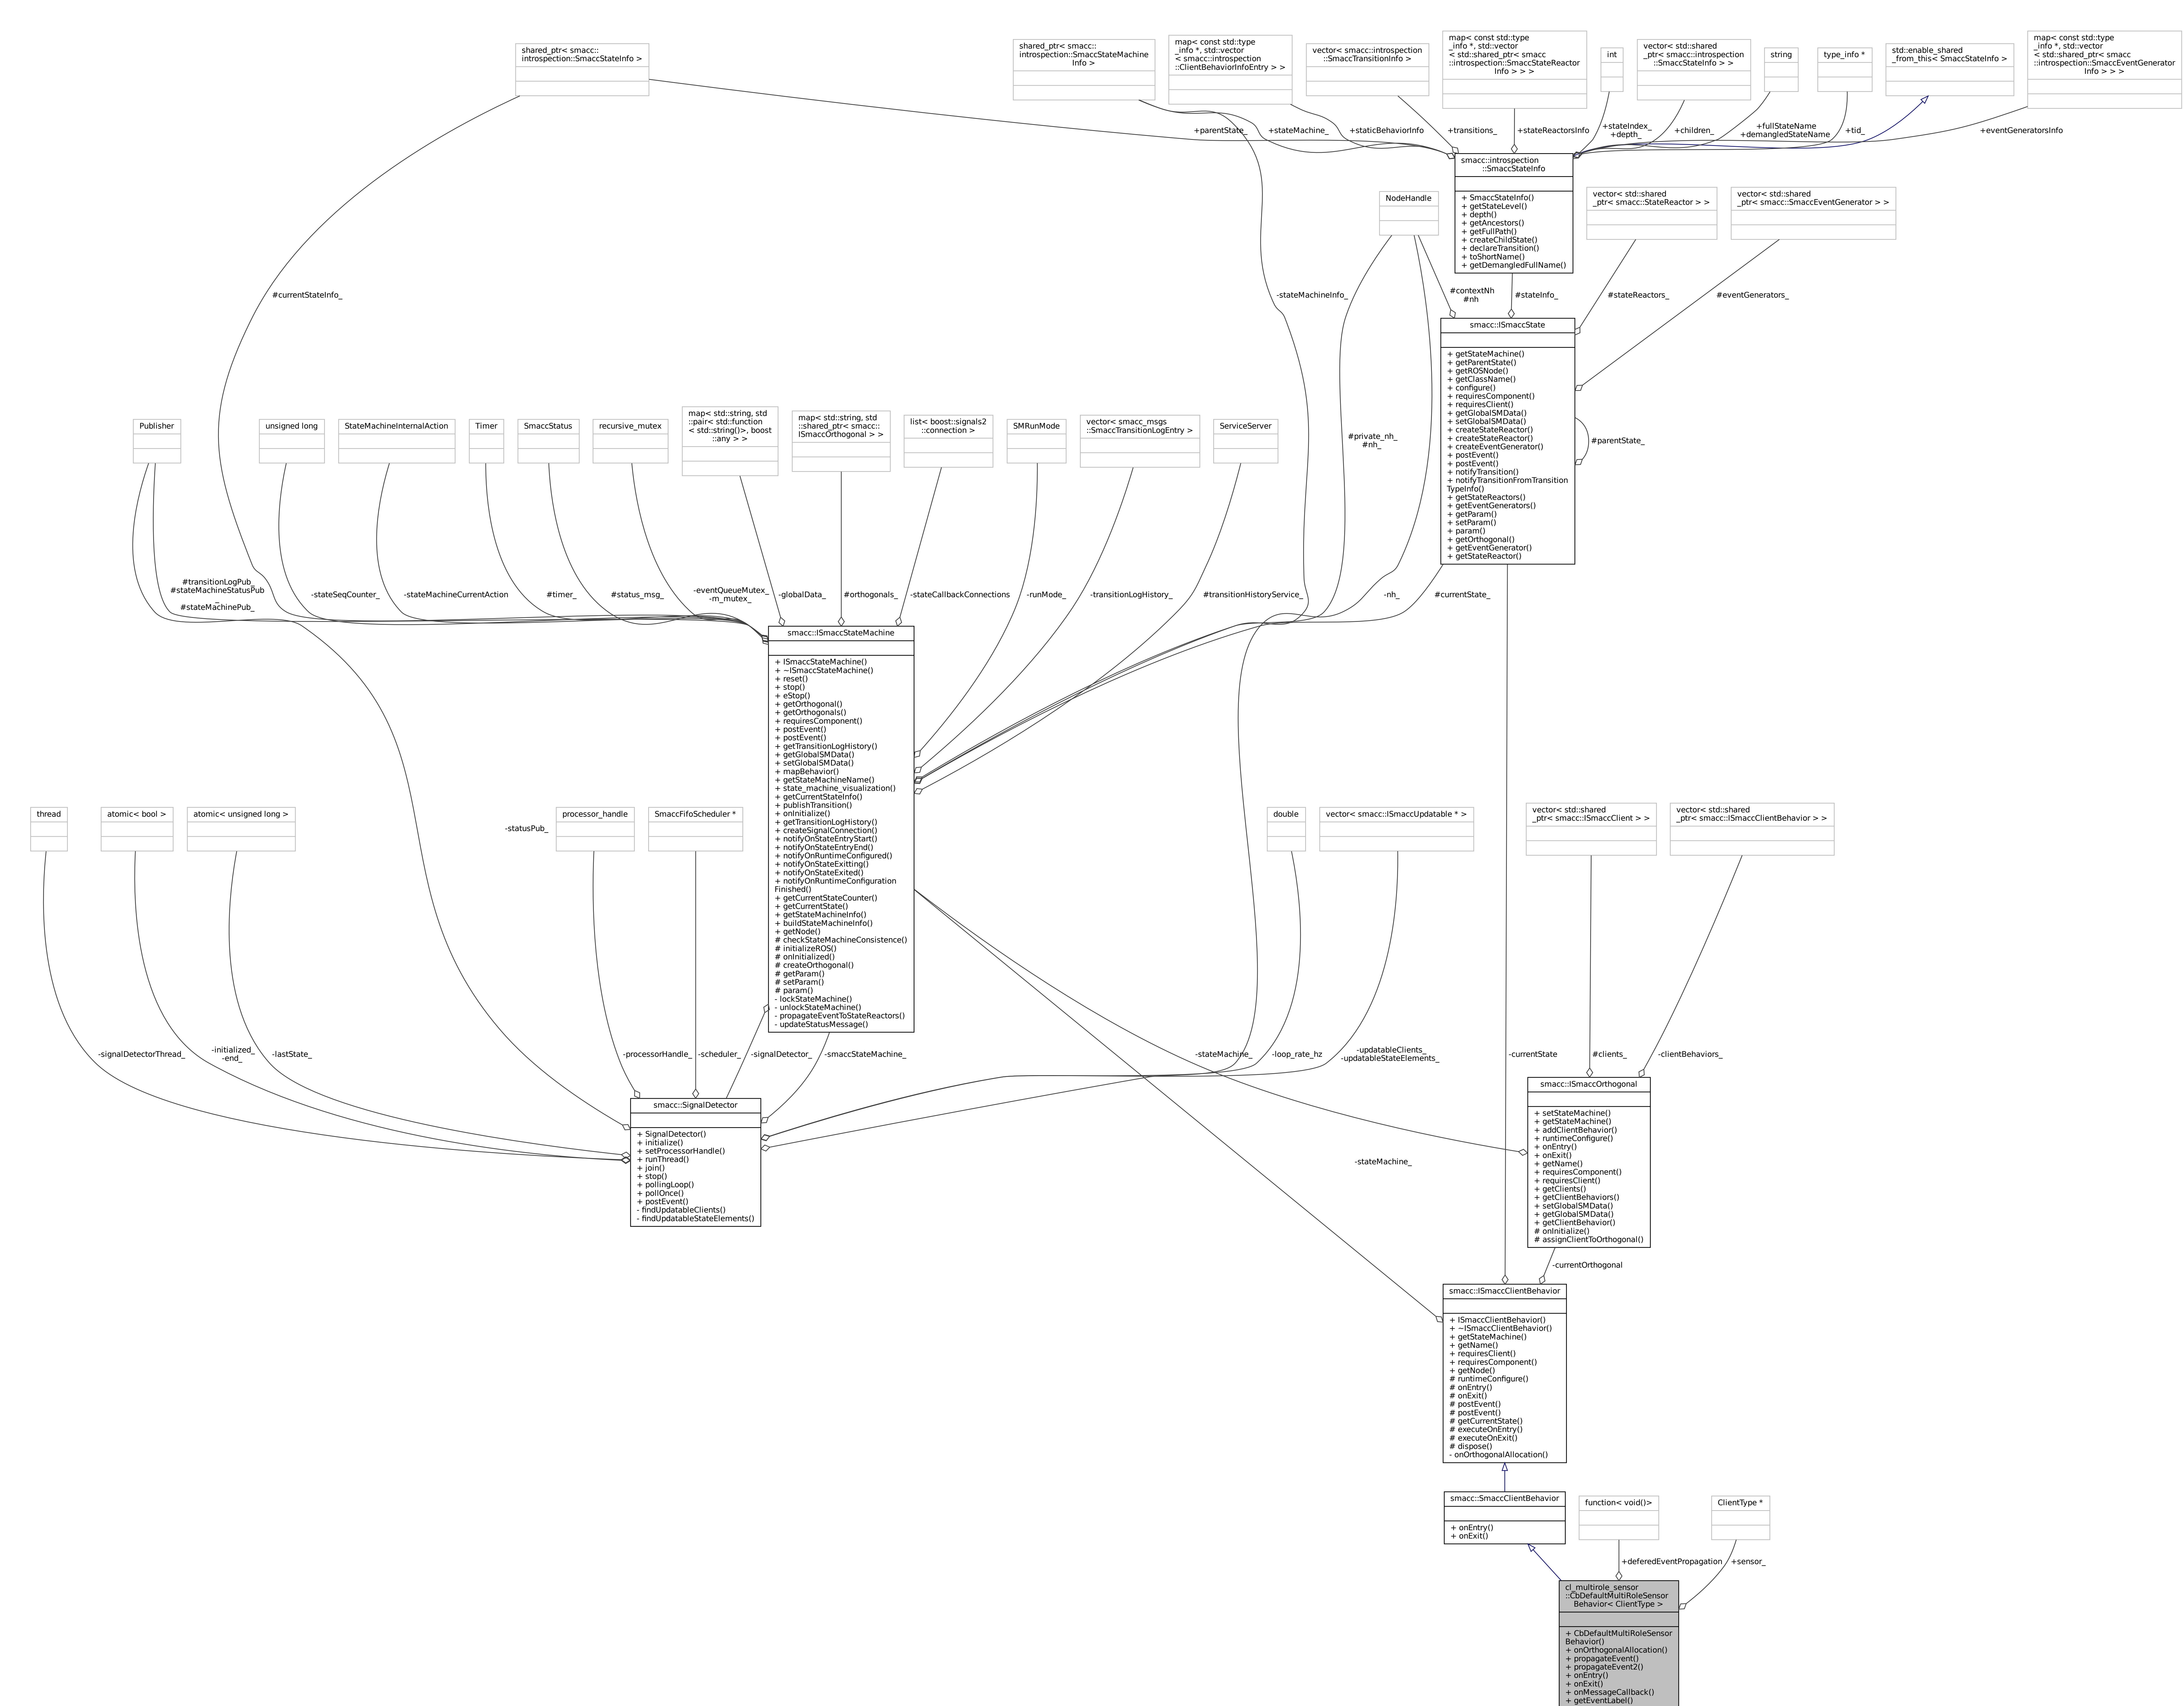 shared_ptr< smacc::
introspection::SmaccStateInfo >
shared_ptr< smacc::
introspection::SmaccStateMachine
Info >
map< const std::type
_info *, std::vector
< smacc::introspection
::ClientBehaviorInfoEntry > >
vector< smacc::introspection
::SmaccTransitionInfo >
map< const std::type
_info *, std::vector
< std::shared_ptr< smacc
::introspection::SmaccStateReactor
Info > > >
int
vector< std::shared
_ptr< smacc::introspection
::SmaccStateInfo > >
string
type_info *
std::enable_shared
_from_this< SmaccStateInfo >
map< const std::type
_info *, std::vector
< std::shared_ptr< smacc
::introspection::SmaccEventGenerator
Info > > >
+parentState_
+stateMachine_
+staticBehaviorInfo
+transitions_
+stateReactorsInfo
+stateIndex_
+depth_
+children_
+fullStateName
+demangledStateName
+tid_
+eventGeneratorsInfo
smacc::introspection
::SmaccStateInfo
+ SmaccStateInfo()
+ getStateLevel()
+ depth()
+ getAncestors()
+ getFullPath()
+ createChildState()
+ declareTransition()
+ toShortName()
+ getDemangledFullName()
NodeHandle
vector< std::shared
_ptr< smacc::StateReactor > >
vector< std::shared
_ptr< smacc::SmaccEventGenerator > >
#currentStateInfo_
-stateMachineInfo_
#contextNh
#nh
#stateInfo_
#stateReactors_
#eventGenerators_
smacc::ISmaccState
+ getStateMachine()
+ getParentState()
+ getROSNode()
+ getClassName()
+ configure()
+ requiresComponent()
+ requiresClient()
+ getGlobalSMData()
+ setGlobalSMData()
+ createStateReactor()
+ createStateReactor()
+ createEventGenerator()
+ postEvent()
+ postEvent()
+ notifyTransition()
+ notifyTransitionFromTransition
TypeInfo()
+ getStateReactors()
+ getEventGenerators()
+ getParam()
+ setParam()
+ param()
+ getOrthogonal()
+ getEventGenerator()
+ getStateReactor()
#parentState_
#private_nh_
#nh_
Publisher
unsigned long
StateMachineInternalAction
Timer
SmaccStatus
recursive_mutex
map< std::string, std
::pair< std::function
< std::string()>, boost
::any > >
map< std::string, std
::shared_ptr< smacc::
ISmaccOrthogonal > >
list< boost::signals2
::connection >
SMRunMode
vector< smacc_msgs
::SmaccTransitionLogEntry >
ServiceServer
#transitionLogPub_
#stateMachineStatusPub
_
#stateMachinePub_
-stateSeqCounter_
-stateMachineCurrentAction
#timer_
#status_msg_
-eventQueueMutex_
-m_mutex_
-globalData_
#orthogonals_
-stateCallbackConnections
-runMode_
-transitionLogHistory_
#transitionHistoryService_
-nh_
#currentState_
smacc::ISmaccStateMachine
+ ISmaccStateMachine()
+ ~ISmaccStateMachine()
+ reset()
+ stop()
+ eStop()
+ getOrthogonal()
+ getOrthogonals()
+ requiresComponent()
+ postEvent()
+ postEvent()
+ getTransitionLogHistory()
+ getGlobalSMData()
+ setGlobalSMData()
+ mapBehavior()
+ getStateMachineName()
+ state_machine_visualization()
+ getCurrentStateInfo()
+ publishTransition()
+ onInitialize()
+ getTransitionLogHistory()
+ createSignalConnection()
+ notifyOnStateEntryStart()
+ notifyOnStateEntryEnd()
+ notifyOnRuntimeConfigured()
+ notifyOnStateExitting()
+ notifyOnStateExited()
+ notifyOnRuntimeConfiguration
Finished()
+ getCurrentStateCounter()
+ getCurrentState()
+ getStateMachineInfo()
+ buildStateMachineInfo()
+ getNode()
# checkStateMachineConsistence()
# initializeROS()
# onInitialized()
# createOrthogonal()
# getParam()
# setParam()
# param()
- lockStateMachine()
- unlockStateMachine()
- propagateEventToStateReactors()
- updateStatusMessage()
thread
atomic< bool >
atomic< unsigned long >
-statusPub_
processor_handle
SmaccFifoScheduler *
double
vector< smacc::ISmaccUpdatable * >
vector< std::shared
_ptr< smacc::ISmaccClient > >
vector< std::shared
_ptr< smacc::ISmaccClientBehavior > >
-signalDetectorThread_
-initialized_
-end_
-lastState_
-processorHandle_
-scheduler_
-signalDetector_
-smaccStateMachine_
-stateMachine_
-loop_rate_hz
-updatableClients_
-updatableStateElements_
-currentState
#clients_
-clientBehaviors_
smacc::SignalDetector
+ SignalDetector()
+ initialize()
+ setProcessorHandle()
+ runThread()
+ join()
+ stop()
+ pollingLoop()
+ pollOnce()
+ postEvent()
- findUpdatableClients()
- findUpdatableStateElements()
smacc::ISmaccOrthogonal
+ setStateMachine()
+ getStateMachine()
+ addClientBehavior()
+ runtimeConfigure()
+ onEntry()
+ onExit()
+ getName()
+ requiresComponent()
+ requiresClient()
+ getClients()
+ getClientBehaviors()
+ setGlobalSMData()
+ getGlobalSMData()
+ getClientBehavior()
# onInitialize()
# assignClientToOrthogonal()
-stateMachine_
-currentOrthogonal
smacc::ISmaccClientBehavior
+ ISmaccClientBehavior()
+ ~ISmaccClientBehavior()
+ getStateMachine()
+ getName()
+ requiresClient()
+ requiresComponent()
+ getNode()
# runtimeConfigure()
# onEntry()
# onExit()
# postEvent()
# postEvent()
# getCurrentState()
# executeOnEntry()
# executeOnExit()
# dispose()
- onOrthogonalAllocation()
smacc::SmaccClientBehavior
+ onEntry()
+ onExit()
function< void()>
ClientType *
+deferedEventPropagation
+sensor_
cl_multirole_sensor
::CbDefaultMultiRoleSensor
Behavior< ClientType >
+ CbDefaultMultiRoleSensor
Behavior()
+ onOrthogonalAllocation()
+ propagateEvent()
+ propagateEvent2()
+ onEntry()
+ onExit()
+ onMessageCallback()
+ getEventLabel()